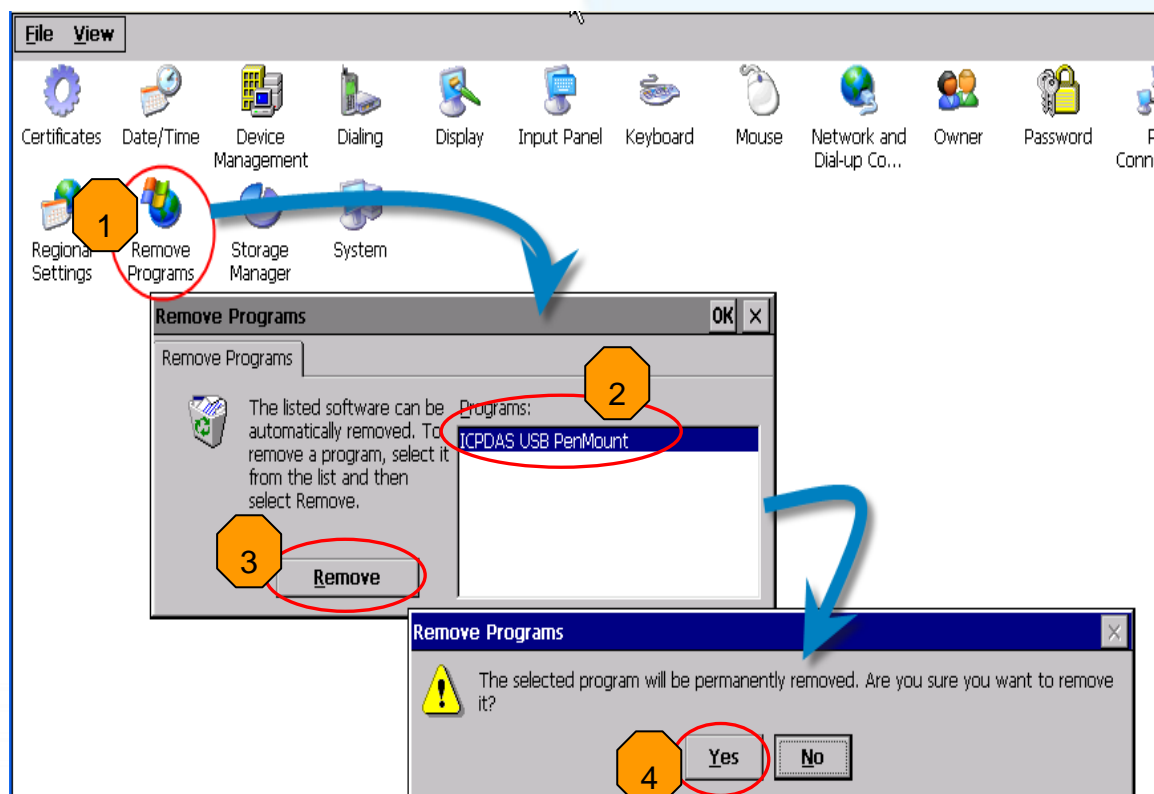 File View
Certificates Date/Time Device Management Dialing Display Input Panel Keyboard Mouse Network and Dial-up Co... Owner Password
Conn
1
Regional Settings Remove Programs Storage Manager System
Remove Programs OK
Remove Programs
2
The listed software can be automatically removed. To remove a program, select it from the list and then select Remove.
Programs:
ICPDAS USB PenMount
3
Remove
Remove Programs
The selected program will be permanently removed. Are you sure you want to remove
it?
Yes No
4